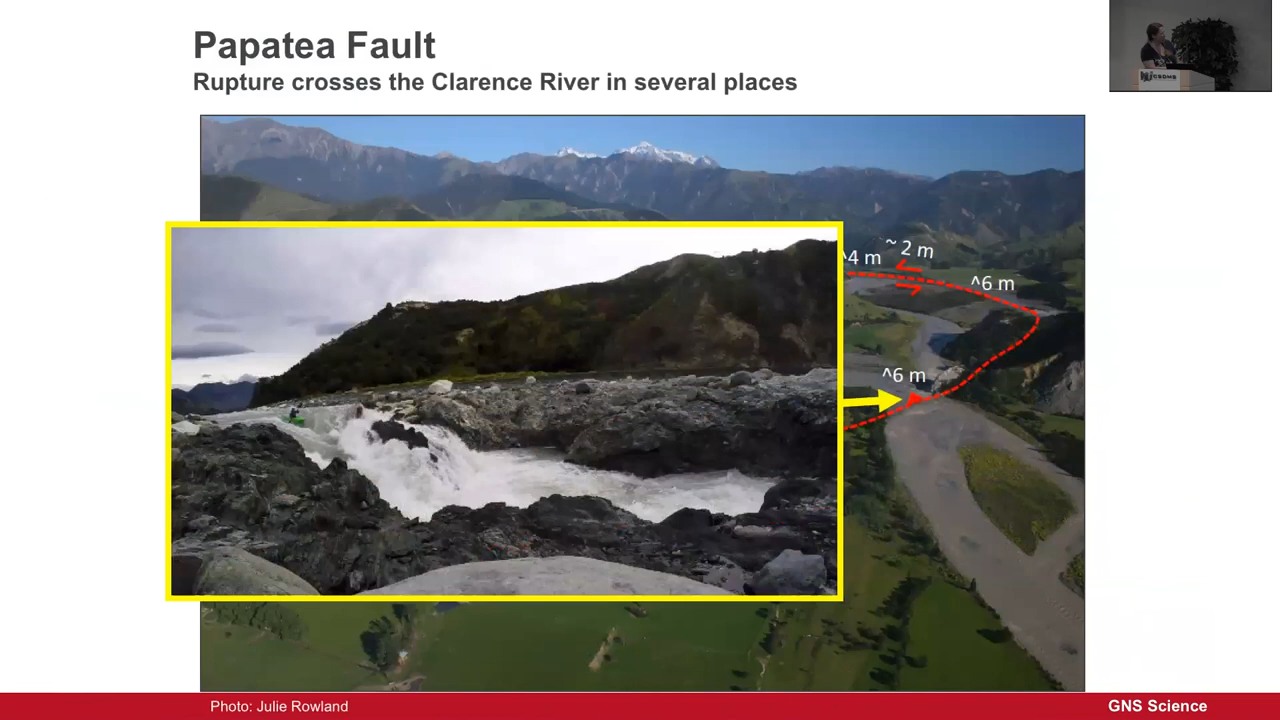 Papatea Fault
Rupture crosses the Clarence River in several places
CSDMS
^4 m
~ 2 m
^6 m
^6 m
Photo: Julie Rowland
GNS Science